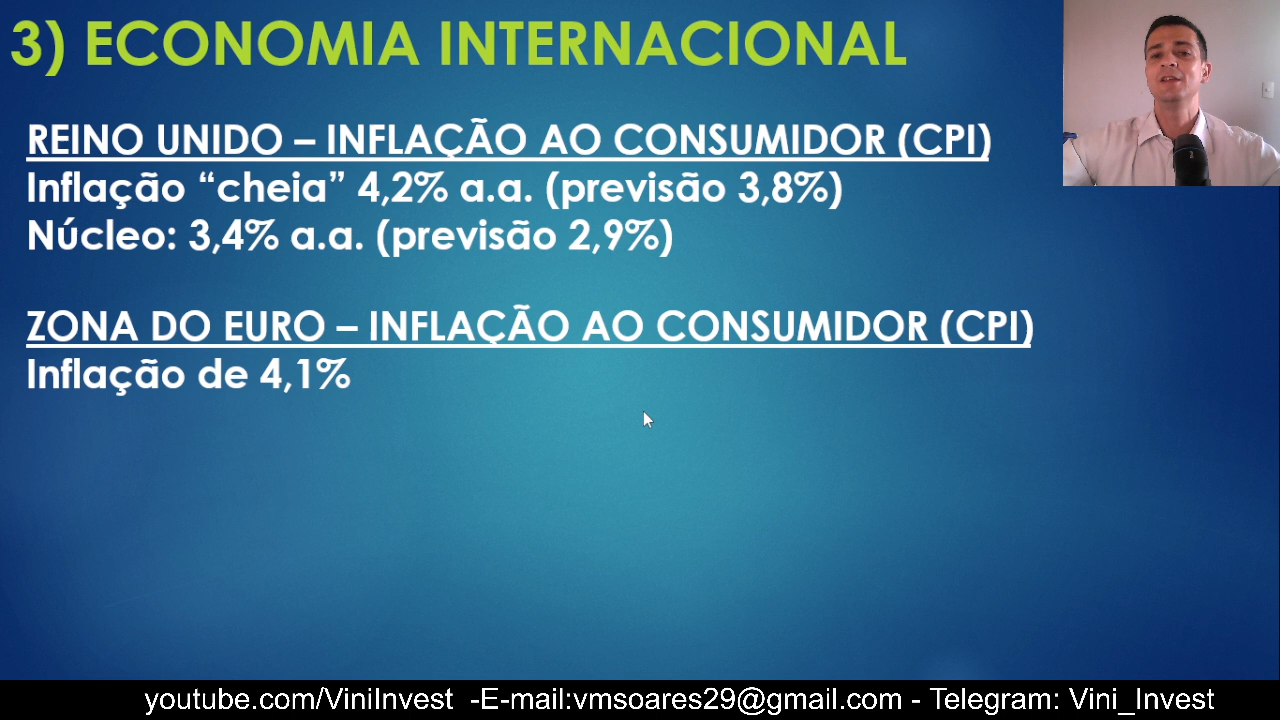 3) ECONOMIA INTERNACIONAL
REINO UNIDO – INFLAÇÃO AO CONSUMIDOR (CPI)
Inflação “cheia” 4,2% a.a. (previsão 3,8%)
Núcleo: 3,4% a.a. (previsão 2,9%)
ZONA DO EURO – INFLAÇÃO AO CONSUMIDOR (CPI)
Inflação de 4,1%
youtube.com/ViniInvest -E-mail:vmsoares29@gmail.com - Telegram: Vini_Invest